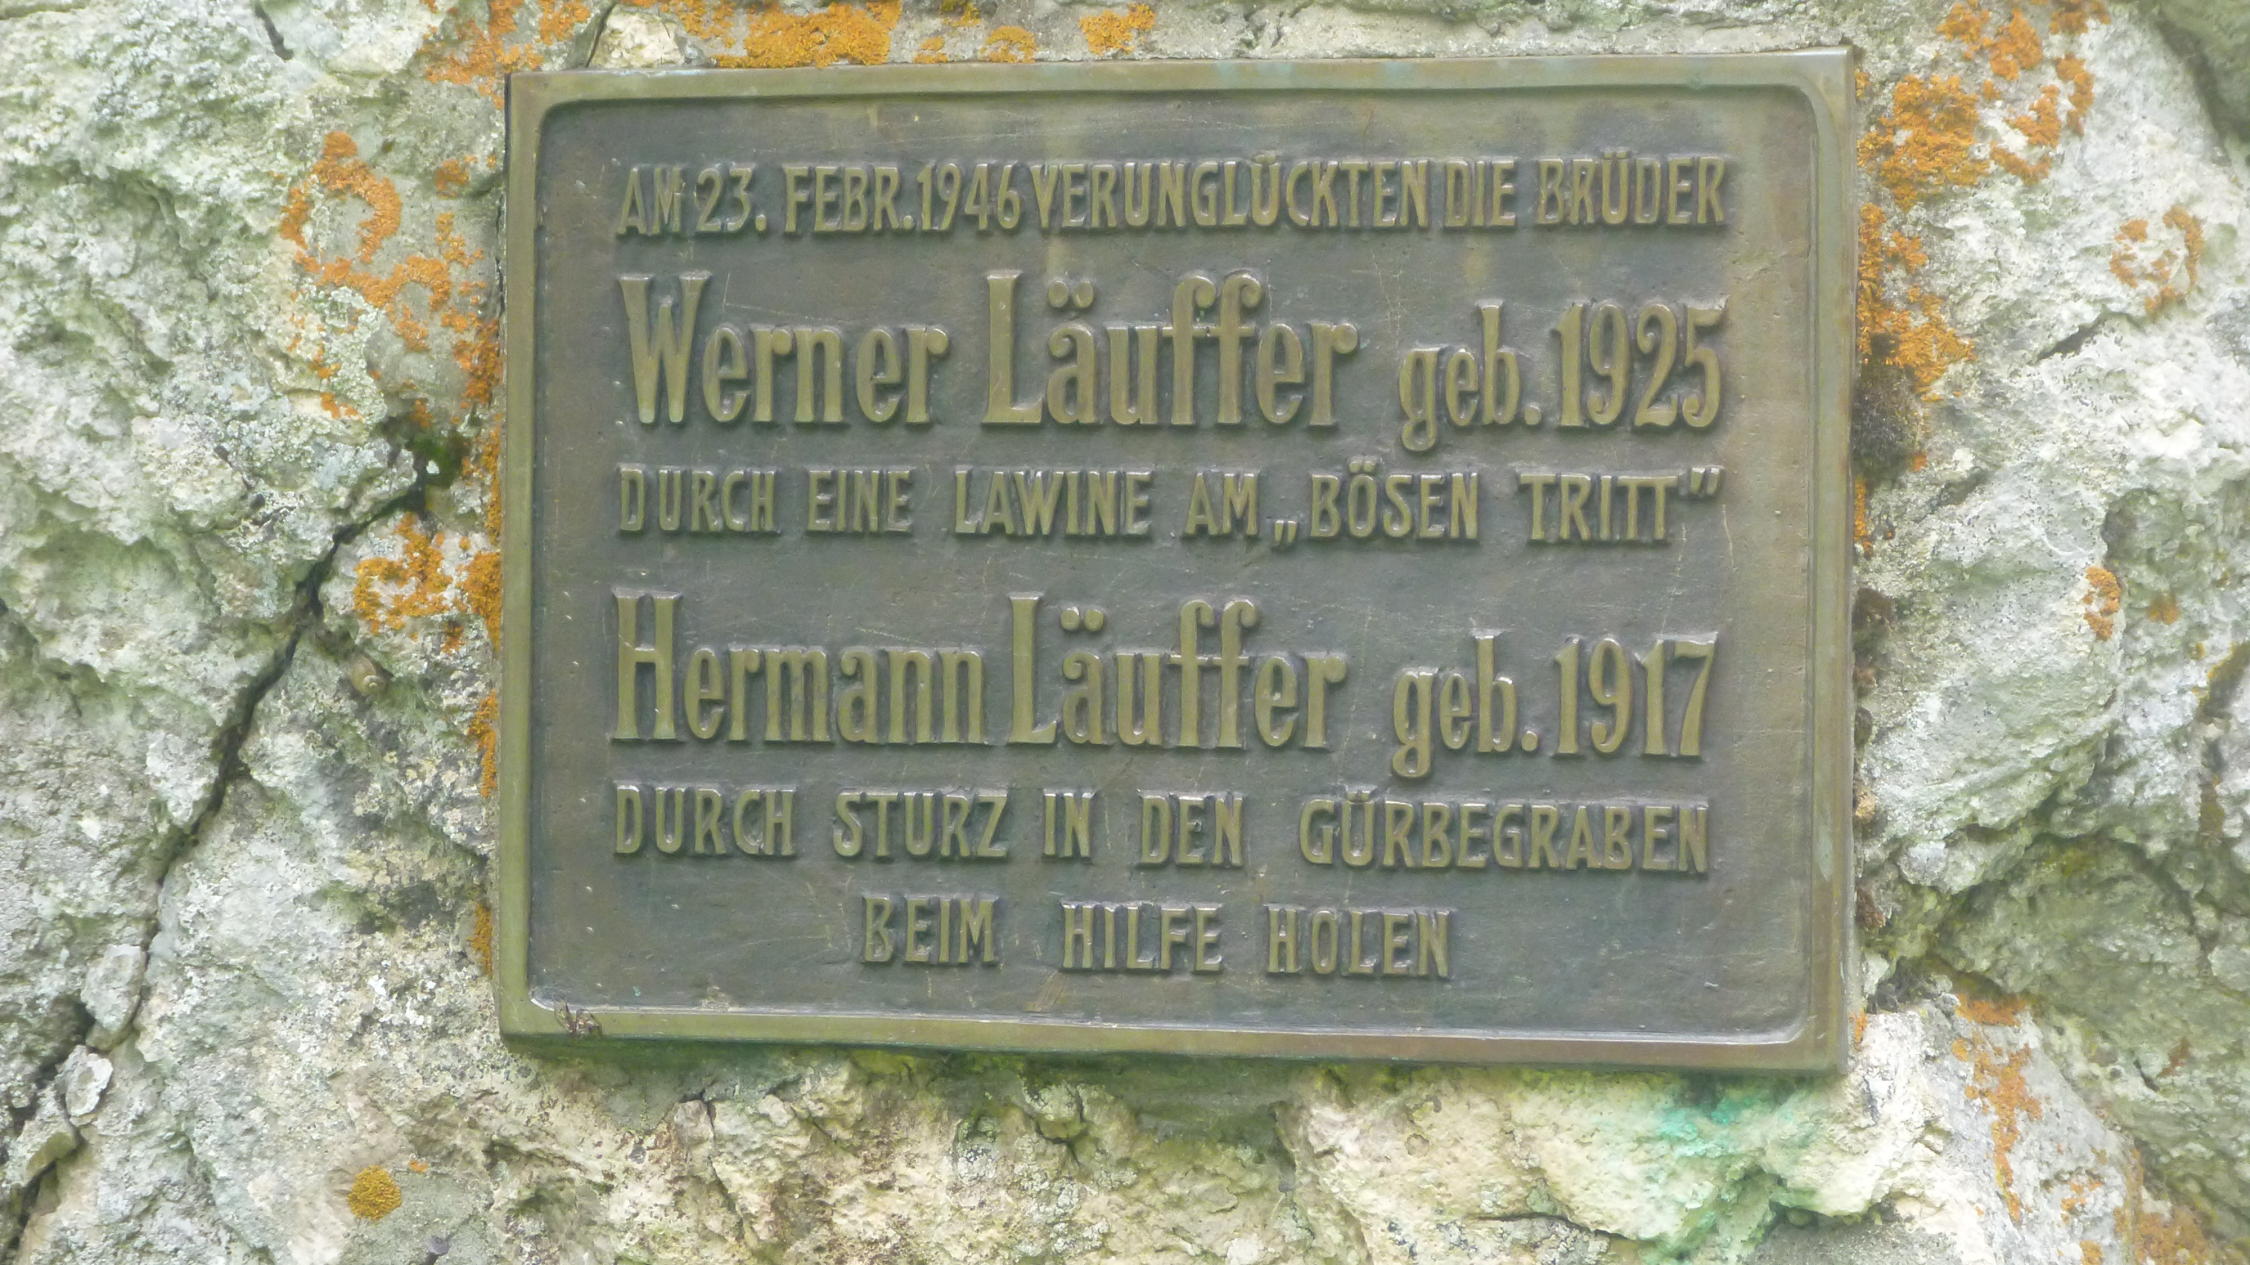 AM 23. FEBR. 1946 VERUNGLÜCKTEN DIE BRÜDER
Werner Läuffer geb. 1925
DURCH EINE LAWINE AM „BÖSEN TRITT"
Hermann Läuffer geb. 1917
DURCH STURZ IN DEN GÜRBEGRABEN
BEIM HILFE HOLEN